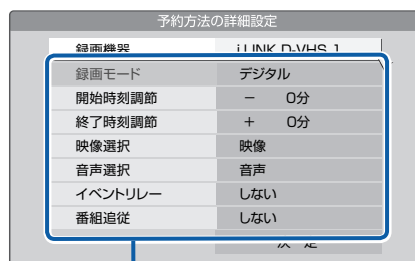 予約方法の詳細設定
録画機器 i.LINK D-VHS 1
録画モード デジタル
開始時刻調節 － 0分
終了時刻調節 ＋ 0分
映像選択 映像
音声選択 音声
イベントリレー しない
番組追従 しない
決 定